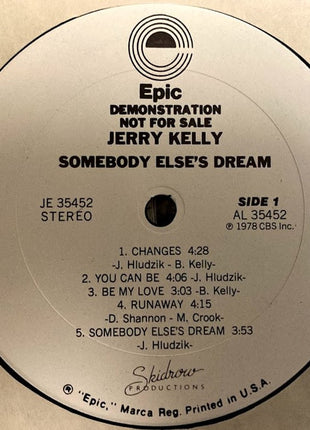 Epic
DEMONSTRATION
NOT FOR SALE
JERRY KELLY
SOMEBODY ELSE'S DREAM
JE 35452
STEREO
SIDE 1
AL 35452
℗ 1978 CBS Inc.
1. CHANGES 4:28
-J. Hludzik - B. Kelly-
2. YOU CAN BE 4:06 -J. Hludzik-
3. BE MY LOVE 3:03 -B. Kelly-
4. RUNAWAY 4:15
-D. Shannon - M. Crook-
5. SOMEBODY ELSE'S DREAM 3:53
-J. Hludzik-
Skidrow
PRODUCTIONS
® "Epic," Marca Reg. Printed in U.S.A.